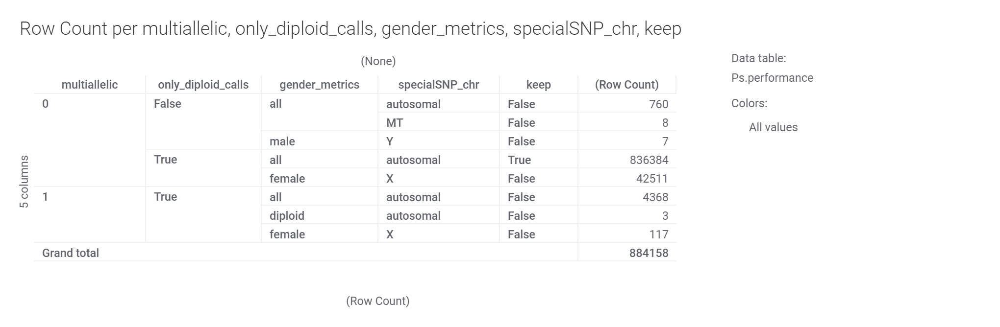 Row Count per multiallelic, only_diploid_calls, gender_metrics, specialSNP_chr, keep
(None)
multiallelic only_diploid_calls gender_metrics specialSNP_chr keep (Row Count)
0 False all autosomal False 760
MT False 8
male Y False 7
True all autosomal True 836384
female X False 42511
1 True all autosomal False 4368
diploid autosomal False 3
female X False 117
Grand total 884158
5 columns
(Row Count)
Data table:
Ps.performance
Colors:
All values